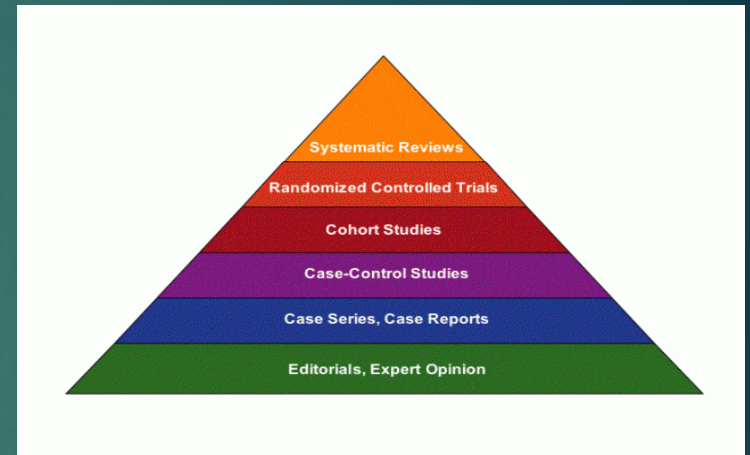 Systematic Reviews
Randomized Controlled Trials
Cohort Studies
Case-Control Studies
Case Series, Case Reports
Editorials, Expert Opinion